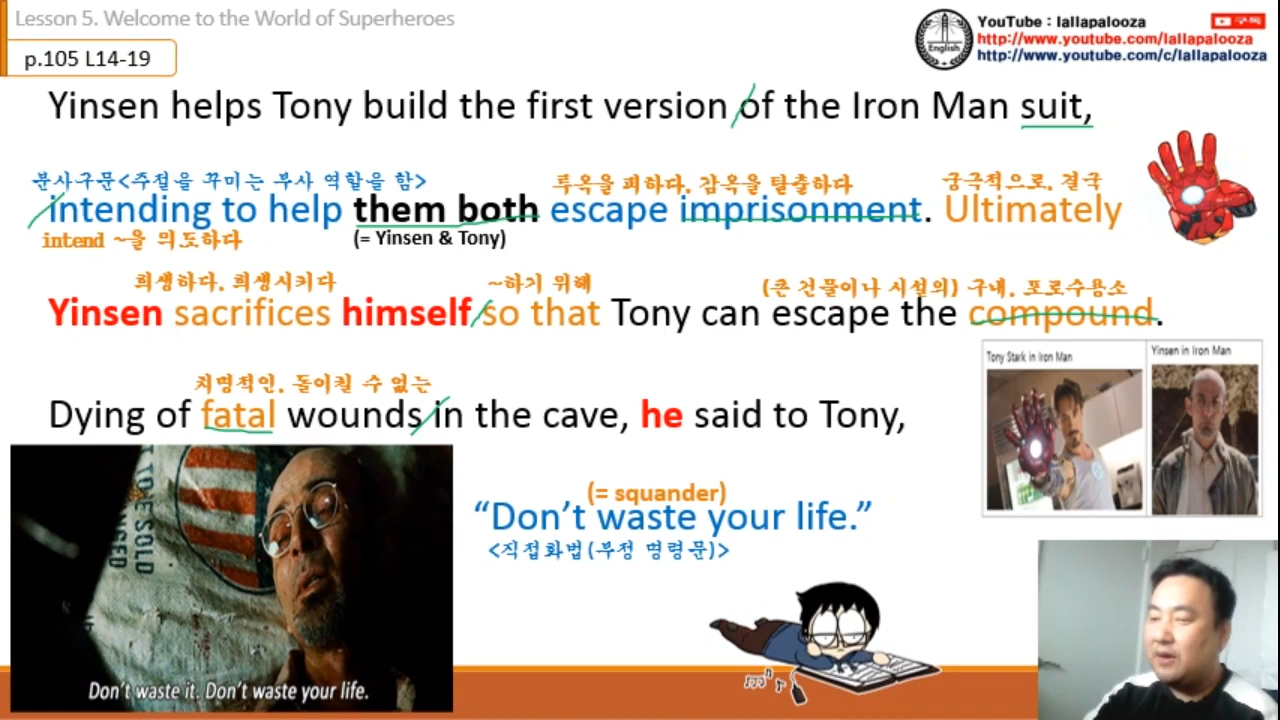 Lesson 5. Welcome to the World of Superheroes
p.105 L14-19
English
YouTube : lallapalooza
구독
http://www.youtube.com/lallapalooza
http://www.youtube.com/c/lallapalooza
Yinsen helps Tony build the first version of the Iron Man suit,
분사구문<주절을 꾸미는 부사 역할을 함>
투옥을 피하다, 감옥을 탈출하다
궁극적으로, 결국
intending to help them both escape imprisonment. Ultimately
intend ~을 의도하다
(= Yinsen & Tony)
희생하다, 희생시키다
~하기 위해
(큰 건물이나 시설의) 구내, 포로수용소
Yinsen sacrifices himself so that Tony can escape the compound.
Tony Stark in Iron Man
Yinsen in Iron Man
치명적인, 돌이킬 수 없는
Dying of fatal wounds in the cave, he said to Tony,
(= squander)
"Don't waste your life."
<직접화법(부정 명령문)>
Don't waste it. Don't waste your life.